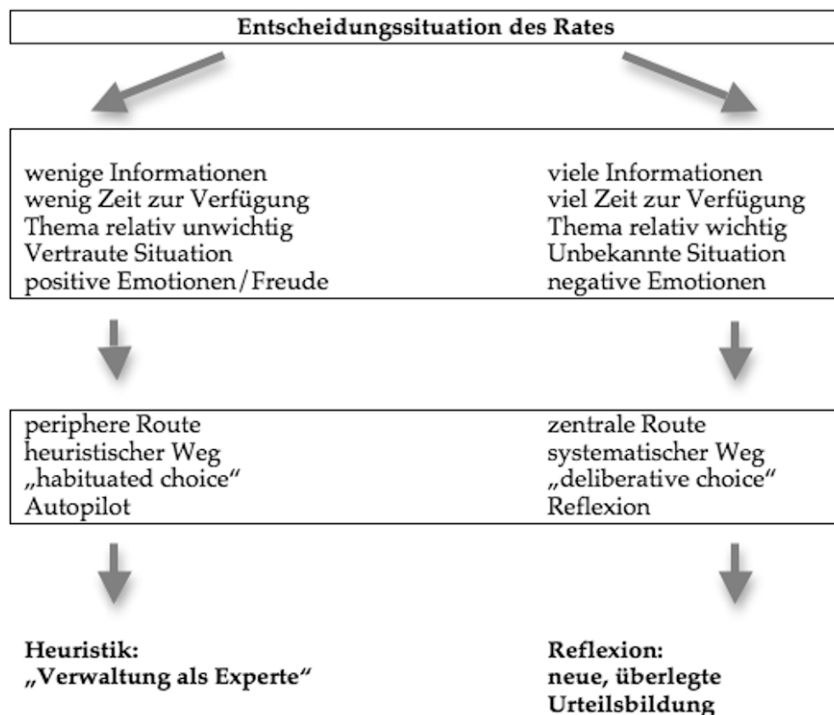 Entscheidungssituation des Rates
wenige Informationen
wenig Zeit zur Verfügung
Thema relativ unwichtig
Vertraute Situation
positive Emotionen/Freude
viele Informationen
viel Zeit zur Verfügung
Thema relativ wichtig
Unbekannte Situation
negative Emotionen
periphere Route
heuristischer Weg
„habituated choice“
Autopilot
zentrale Route
systematischer Weg
„deliberative choice“
Reflexion
Heuristik:
„Verwaltung als Experte“
Reflexion:
neue, überlegte
Urteilsbildung